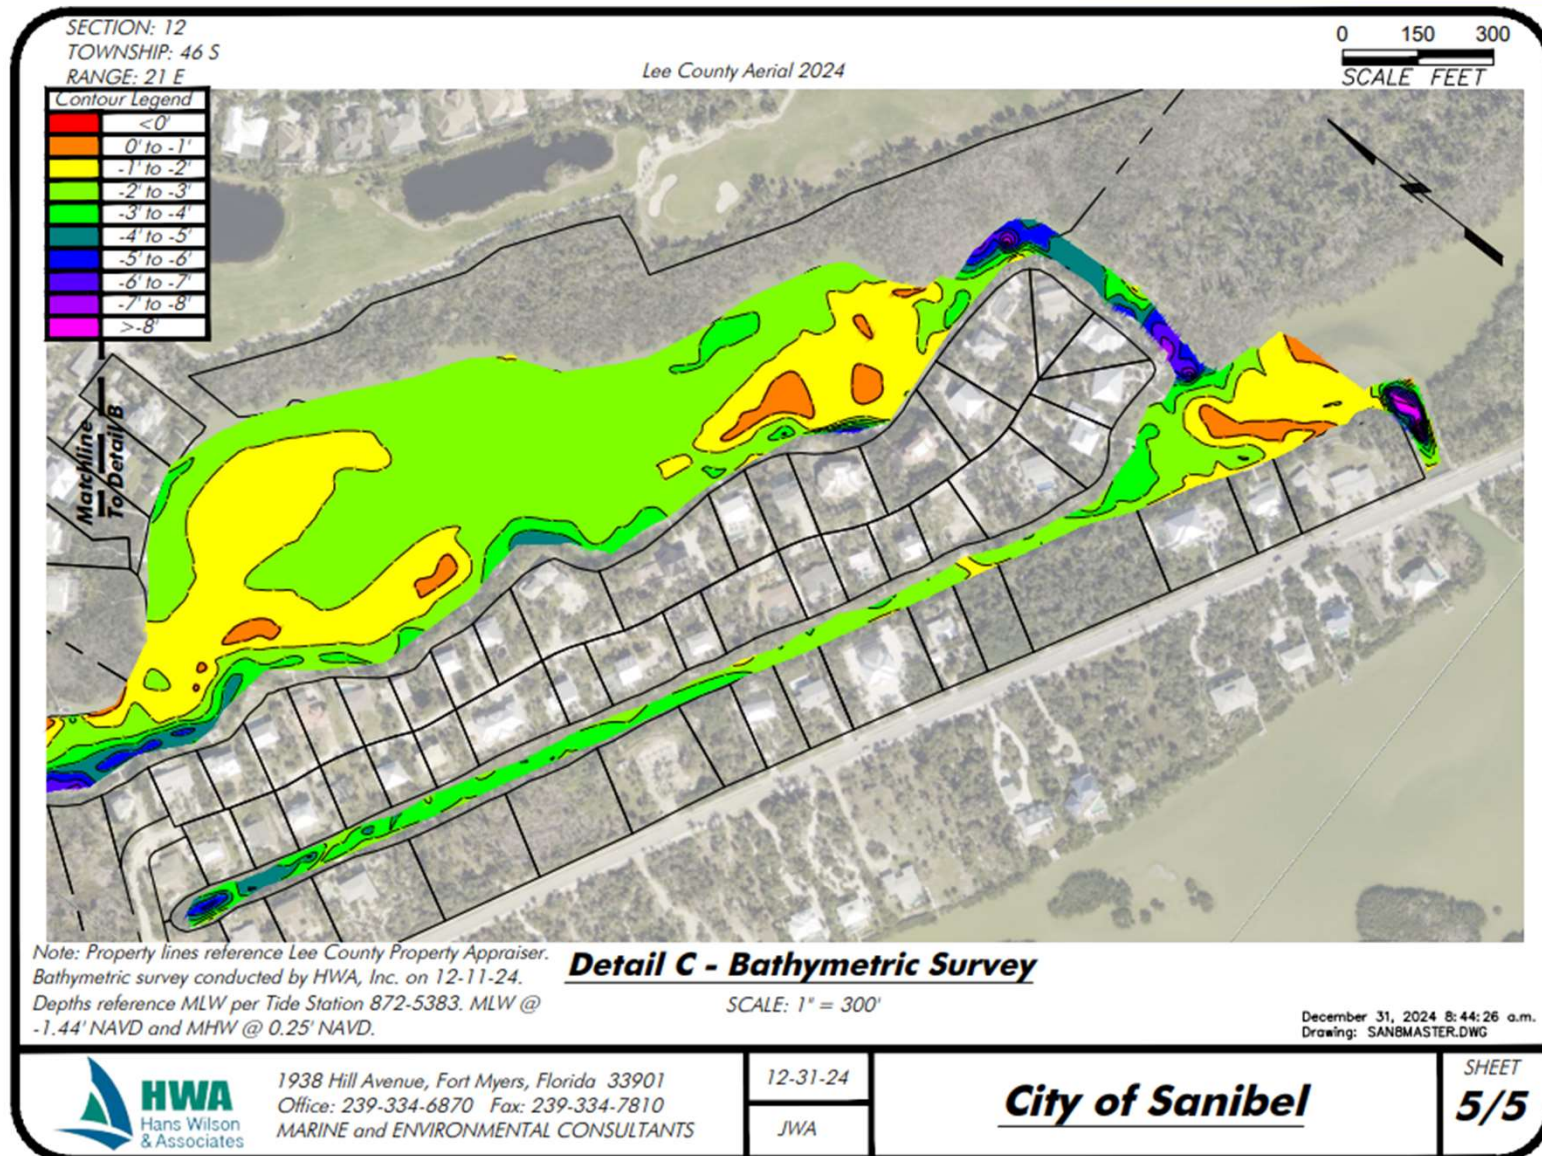 SECTION: 12
TOWNSHIP: 46 S
RANGE: 21 E
Lee County Aerial 2024
0 150 300
SCALE FEET
Contour Legend
<0'
0' to -1'
-1' to -2'
-2' to -3'
-3' to -4'
-4' to -5'
-5' to -6'
-6' to -7'
-7' to -8'
>-8'
Matchline
To Detail B
N
Note: Property lines reference Lee County Property Appraiser.
Bathymetric survey conducted by HWA, Inc. on 12-11-24.
Depths reference MLW per Tide Station 872-5383. MLW @
-1.44' NAVD and MHW @ 0.25' NAVD.
Detail C - Bathymetric Survey
SCALE: 1" = 300'
December 31, 2024 8:44:26 a.m.
Drawing: SAN8MASTER.DWG
HWA
Hans Wilson
& Associates
1938 Hill Avenue, Fort Myers, Florida 33901
Office: 239-334-6870 Fax: 239-334-7810
MARINE and ENVIRONMENTAL CONSULTANTS
12-31-24
JWA
City of Sanibel
SHEET
5/5